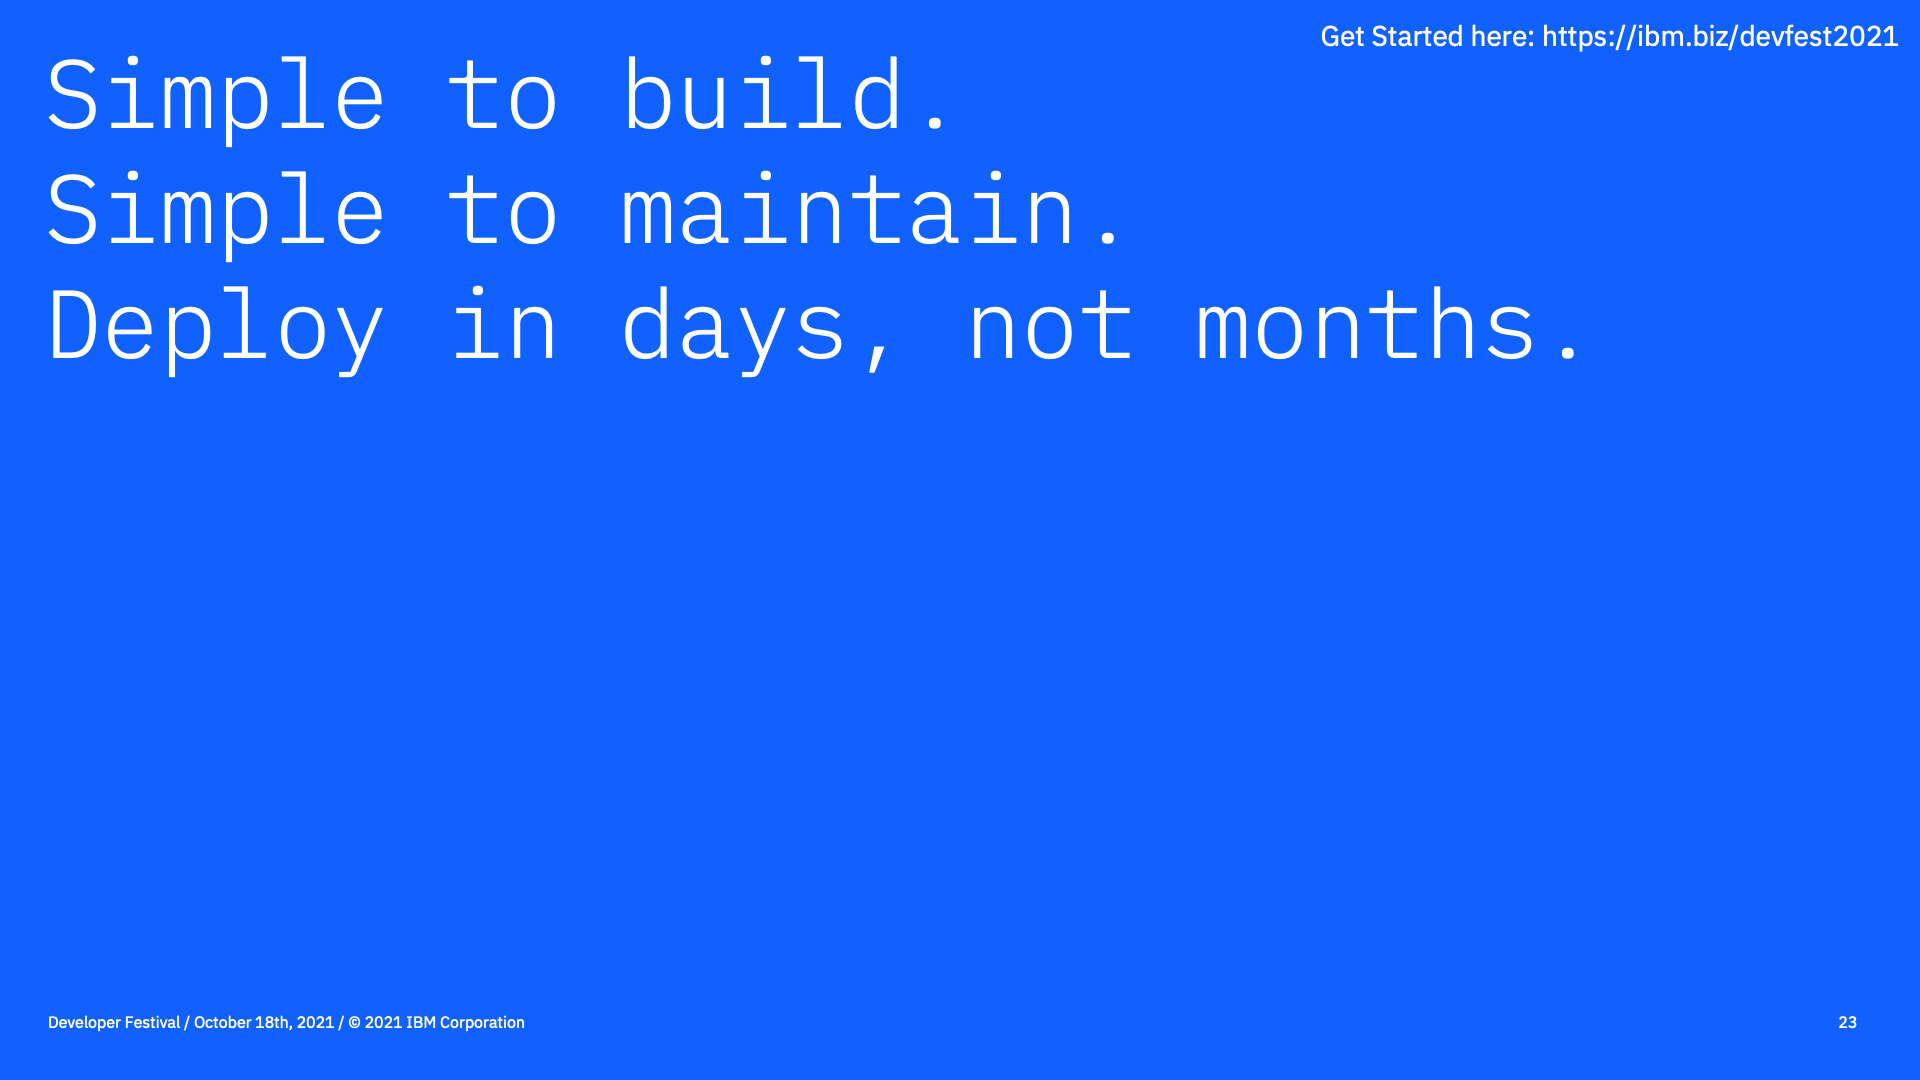 Get Started here: https://ibm.biz/devfest2021
Simple to build.
Simple to maintain.
Deploy in days, not months.
Developer Festival / October 18th, 2021 / © 2021 IBM Corporation
23